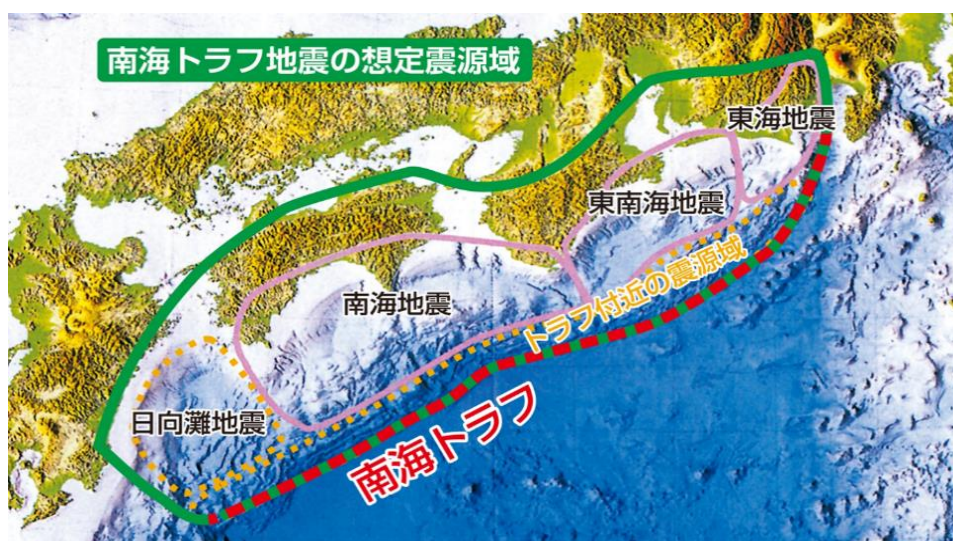 南海トラフ地震の想定震源域
東海地震
東南海地震
トラフ付近の震源域
南海地震
日向灘地震
南海トラフ